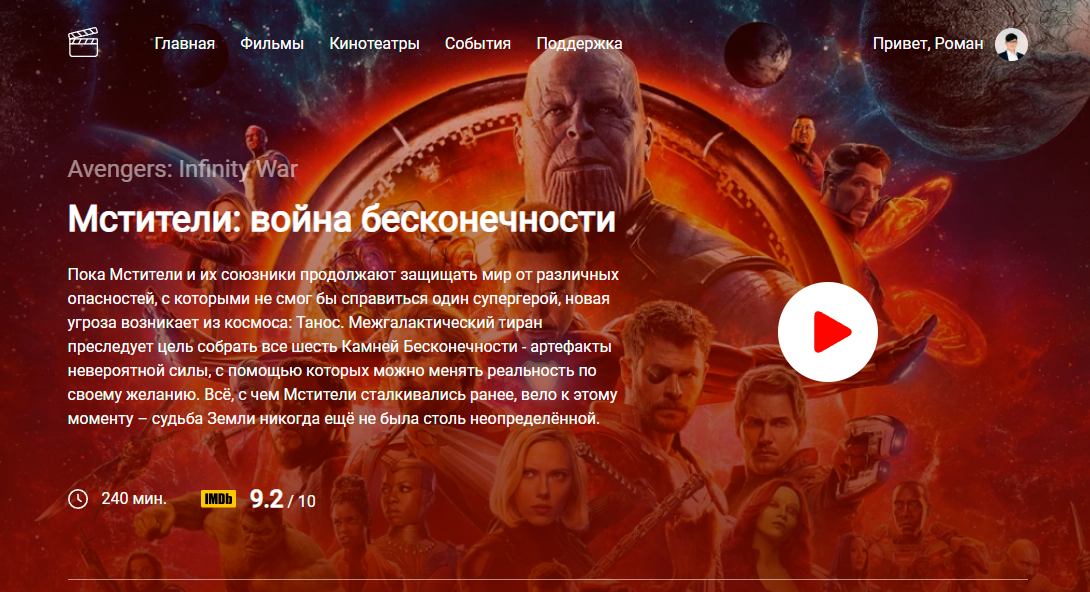 Главная Фильмы Кинотеатры События Поддержка Привет, Роман
Avengers: Infinity War
Мстители: война бесконечности
Пока Мстители и их союзники продолжают защищать мир от различных
опасностей, с которыми не смог бы справиться один супергерой, новая
угроза возникает из космоса: Танос. Межгалактический тиран
преследует цель собрать все шесть Камней Бесконечности - артефакты
невероятной силы, с помощью которых можно менять реальность по
своему желанию. Всё, с чем Мстители сталкивались ранее, вело к этому
моменту – судьба Земли никогда ещё не была столь неопределённой.
240 мин. IMDb 9.2 / 10